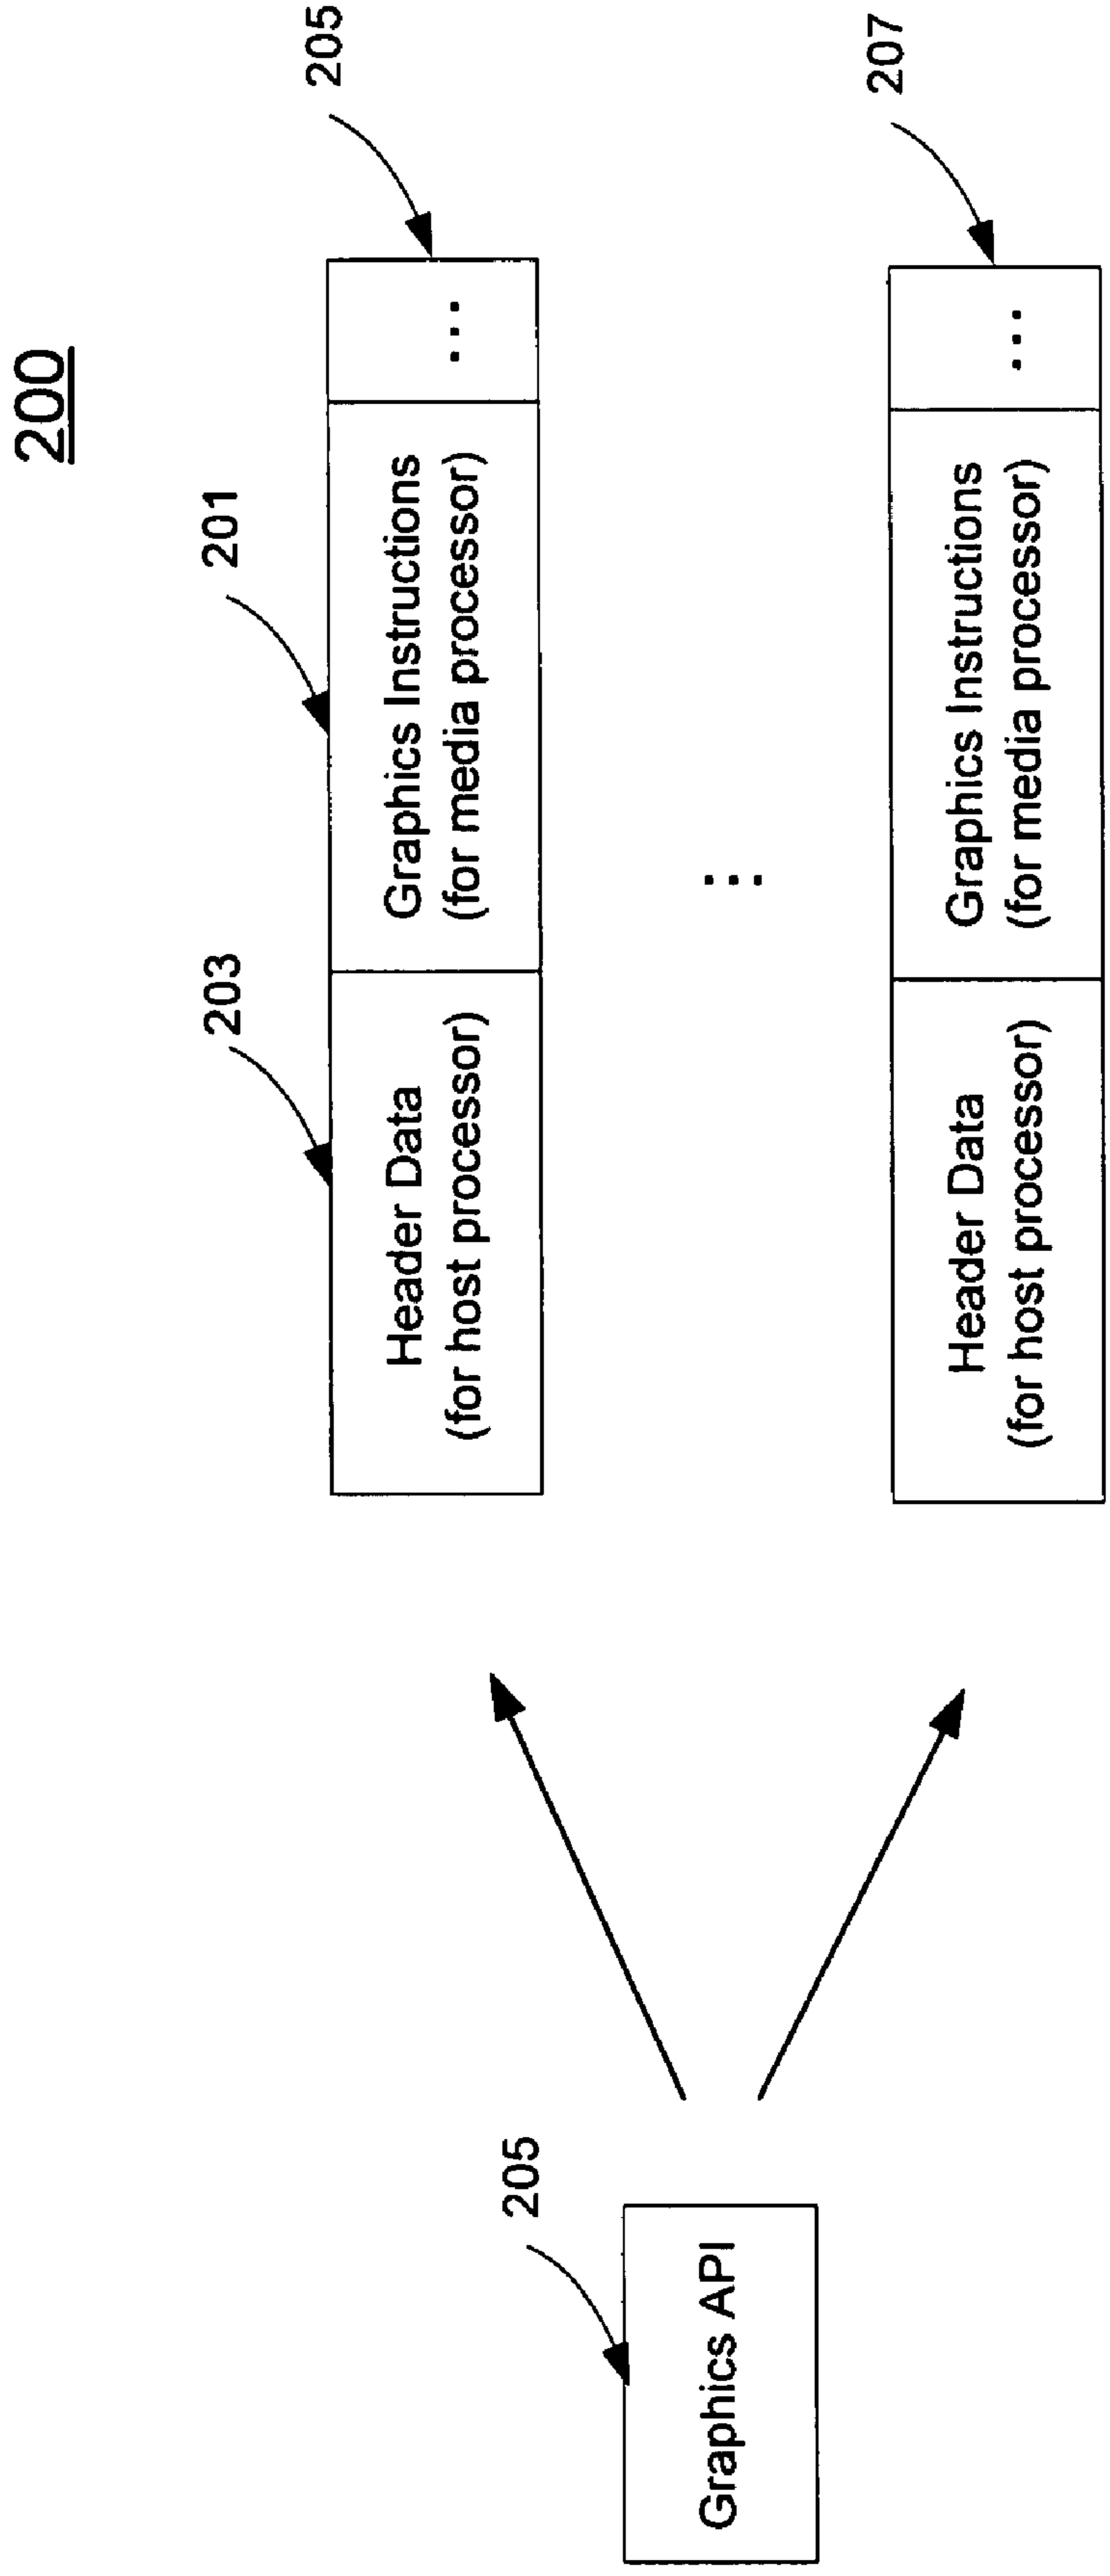 200
205
201
203
Header Data
(for host processor)
Graphics Instructions
(for media processor)
...
205
Graphics API
...
207
Header Data
(for host processor)
Graphics Instructions
(for media processor)
...